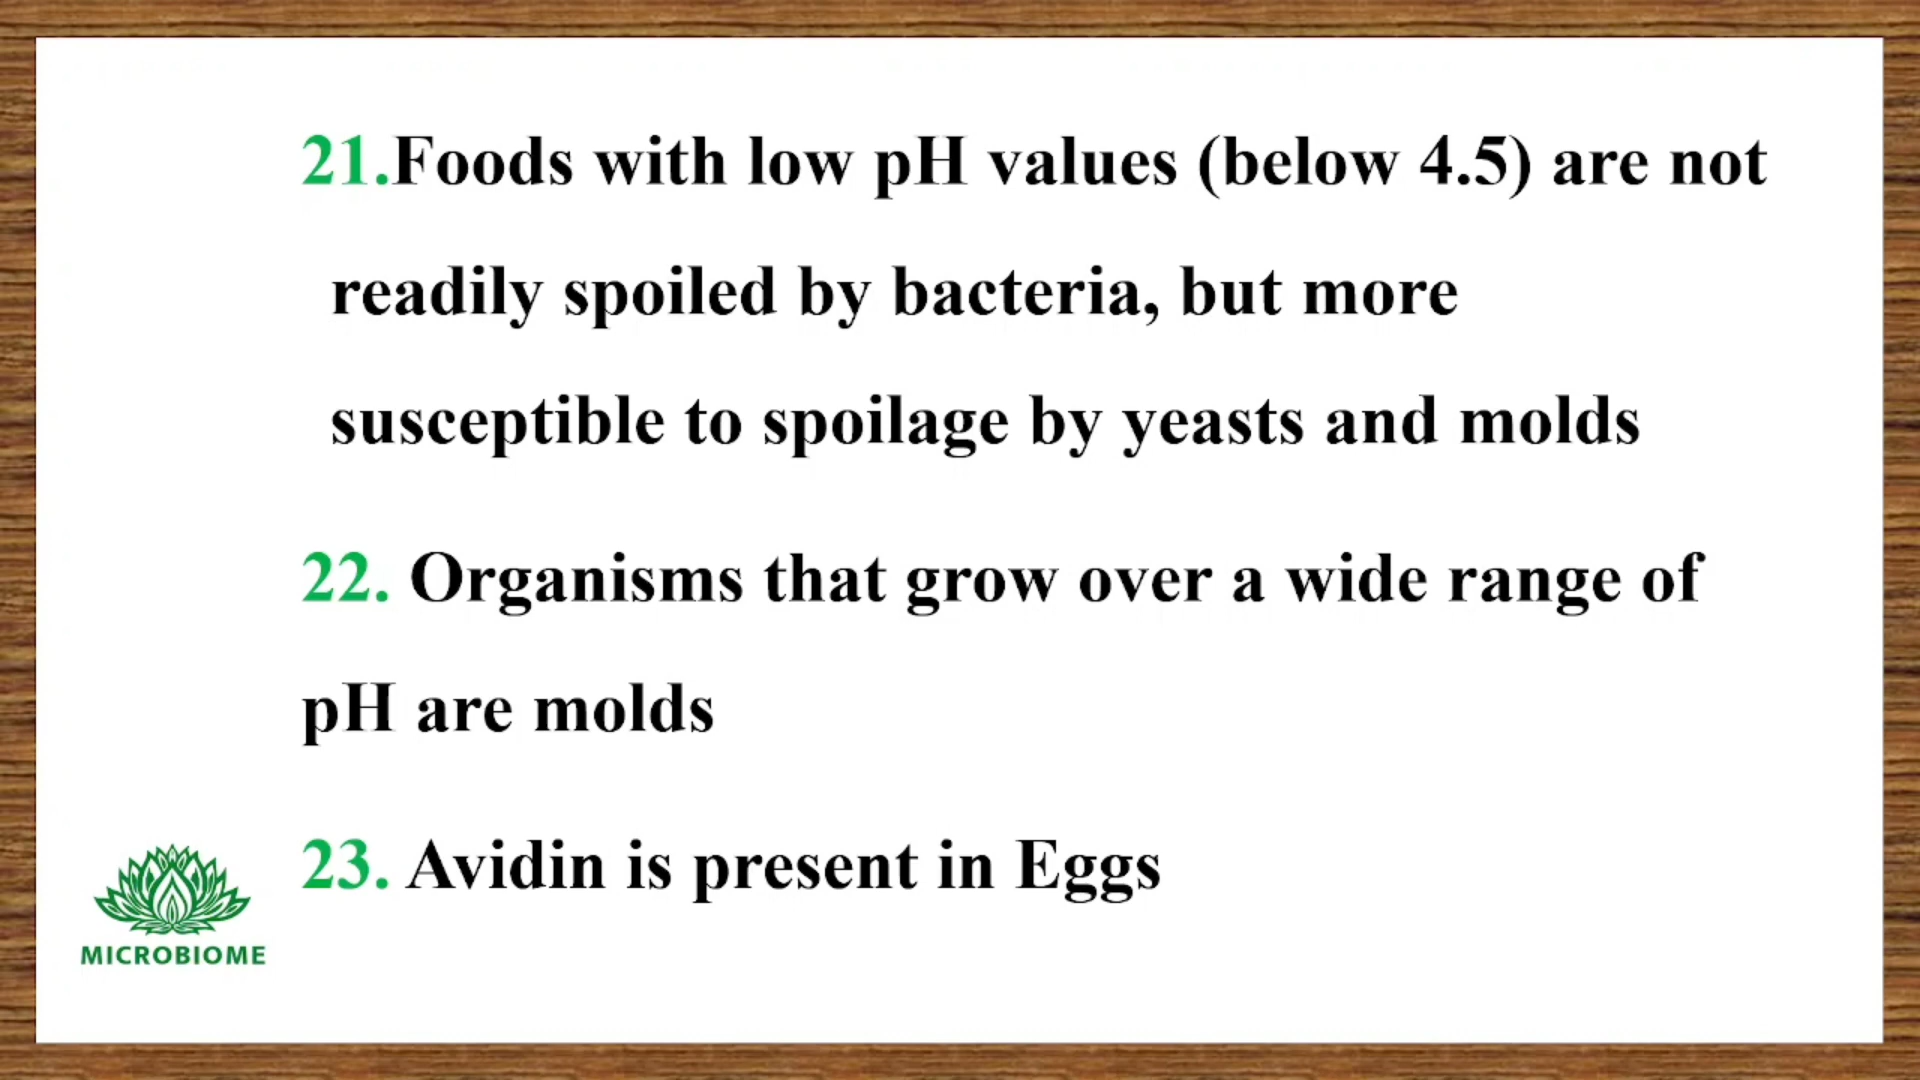 21.Foods with low pH values (below 4.5) are not
readily spoiled by bacteria, but more
susceptible to spoilage by yeasts and molds
22. Organisms that grow over a wide range of
pH are molds
23. Avidin is present in Eggs
MICROBIOME